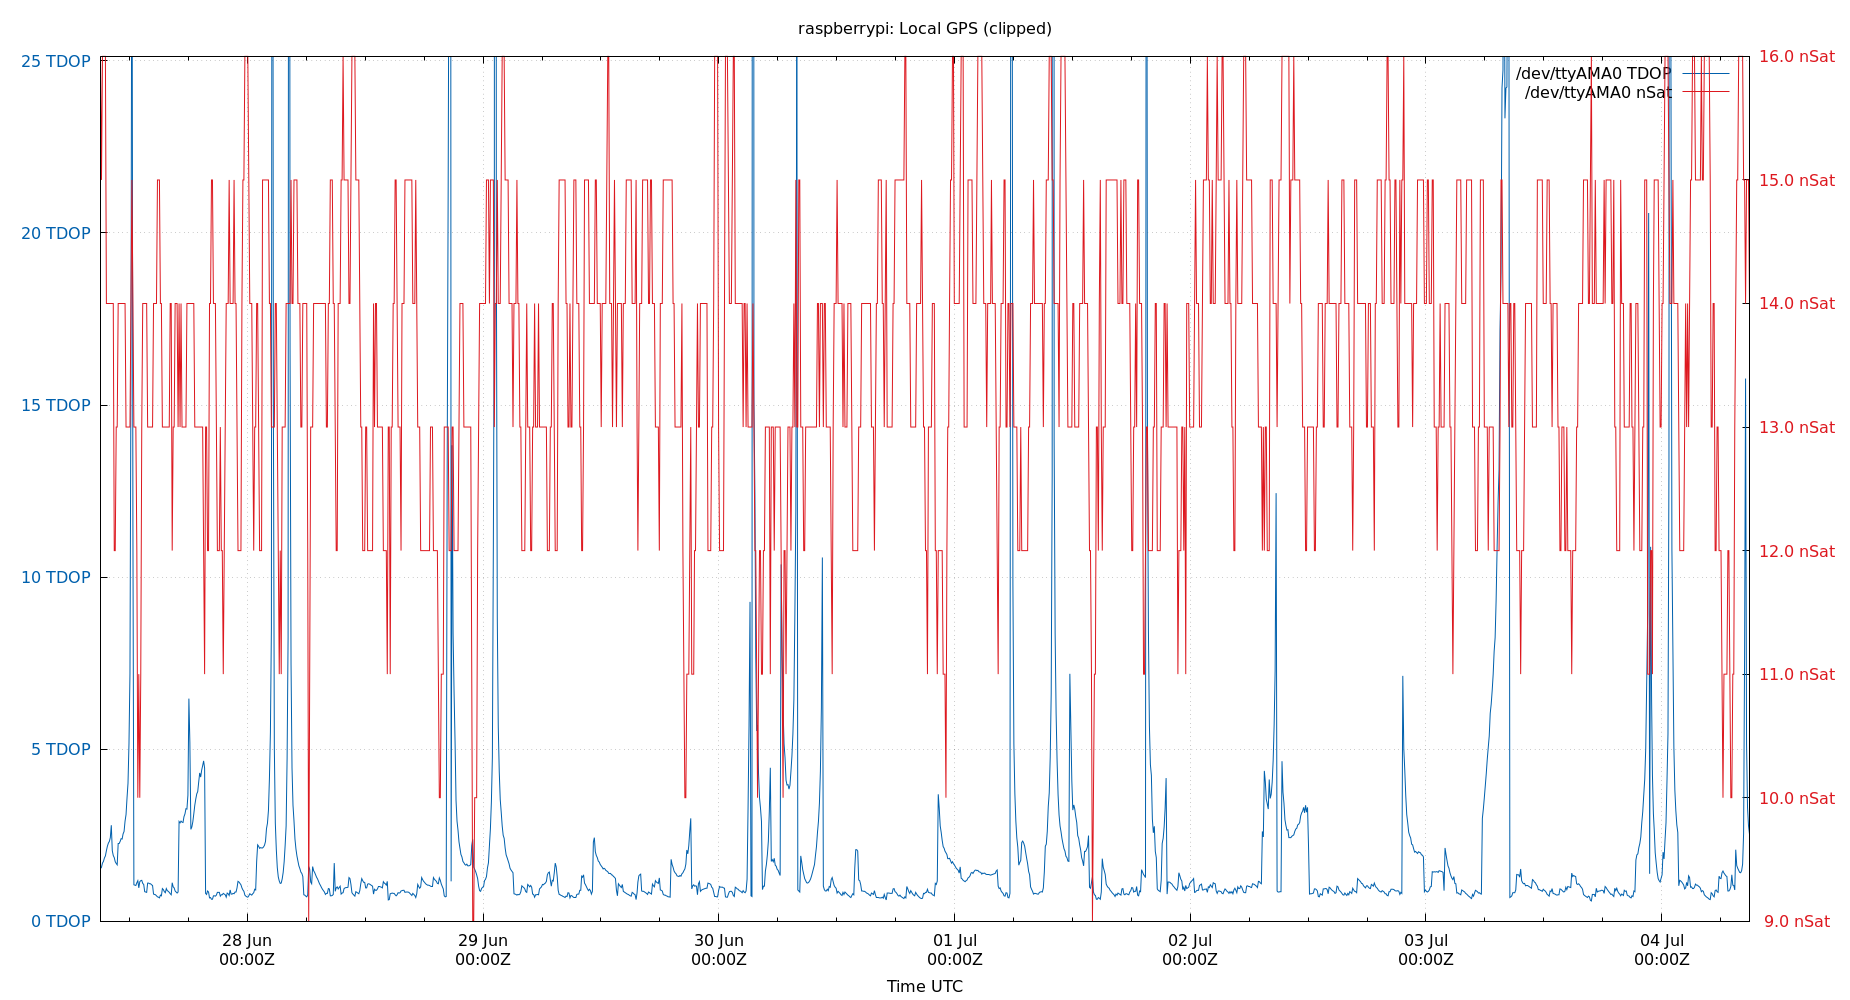 raspberrypi: Local GPS (clipped)
25 TDOP
20 TDOP
15 TDOP
10 TDOP
5 TDOP
0 TDOP
16.0 nSat
15.0 nSat
14.0 nSat
13.0 nSat
12.0 nSat
11.0 nSat
10.0 nSat
9.0 nSat
/dev/ttyAMA0 TDOP
/dev/ttyAMA0 nSat
28 Jun
00:00Z
29 Jun
00:00Z
30 Jun
00:00Z
01 Jul
00:00Z
02 Jul
00:00Z
03 Jul
00:00Z
04 Jul
00:00Z
Time UTC